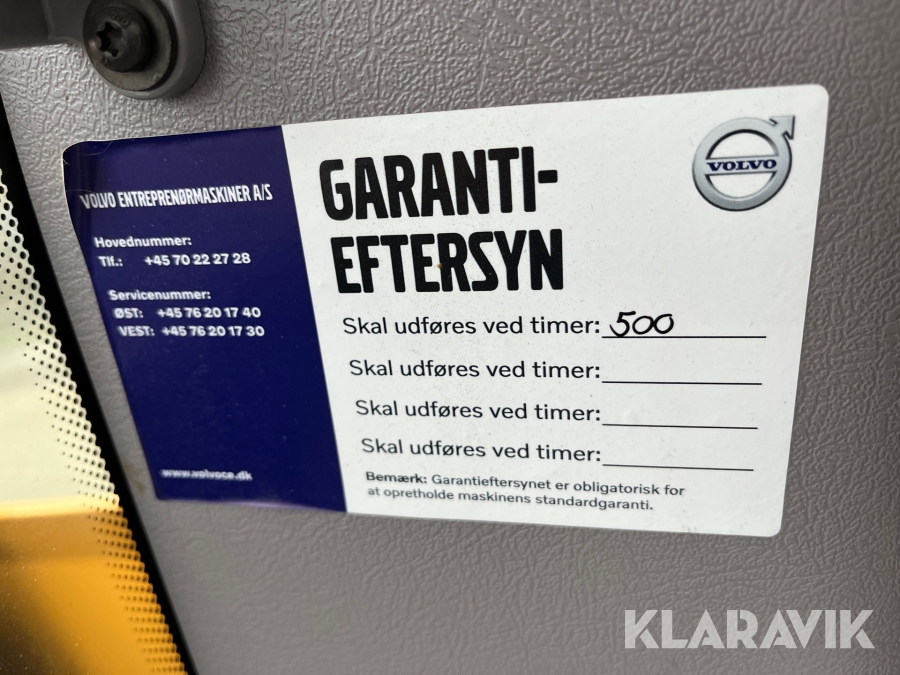 VOLVO ENTREPRENØRMASKINER A/S
Hovednummer:
Tlf.: +45 70 22 27 28
Servicenummer:
ØST: +45 76 20 17 40
VEST: +45 76 20 17 30
www.volvoce.dk
GARANTI-
EFTERSYN
VOLVO
Skal udføres ved timer: 500
Skal udføres ved timer:
Skal udføres ved timer:
Skal udføres ved timer:
Bemærk: Garantieftersynet er obligatorisk for
at opretholde maskinens standardgaranti.
KLARAVIK